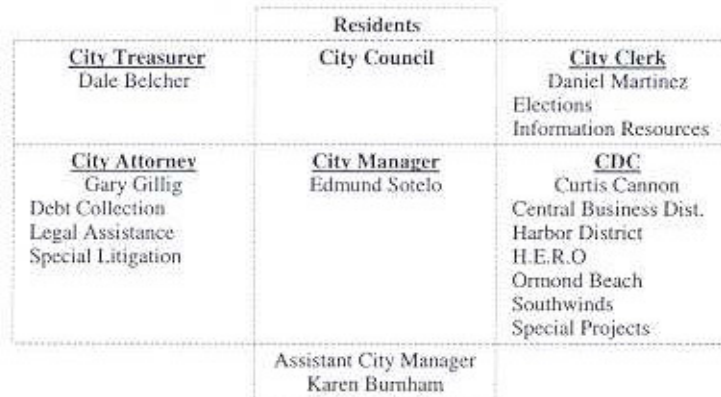 Residents
City Treasurer
Dale Belcher
City Council
City Clerk
Daniel Martinez
Elections
Information Resources
City Attorney
Gary Gillig
Debt Collection
Legal Assistance
Special Litigation
City Manager
Edmund Sotelo
CDC
Curtis Cannon
Central Business Dist.
Harbor District
H.E.R.O
Ormond Beach
Southwinds
Special Projects
Assistant City Manager
Karen Burnham